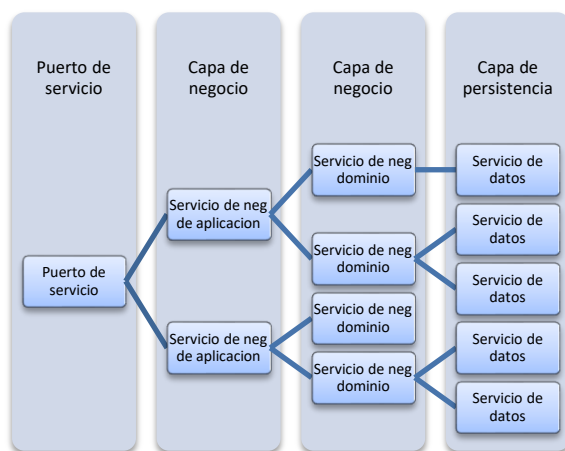 Puerto de
servicio
Capa de
negocio
Capa de
negocio
Capa de
persistencia
Puerto de
servicio
Servicio de neg
de aplicacion
Servicio de neg
de aplicacion
Servicio de neg
dominio
Servicio de neg
dominio
Servicio de neg
dominio
Servicio de neg
dominio
Servicio de
datos
Servicio de
datos
Servicio de
datos
Servicio de
datos
Servicio de
datos